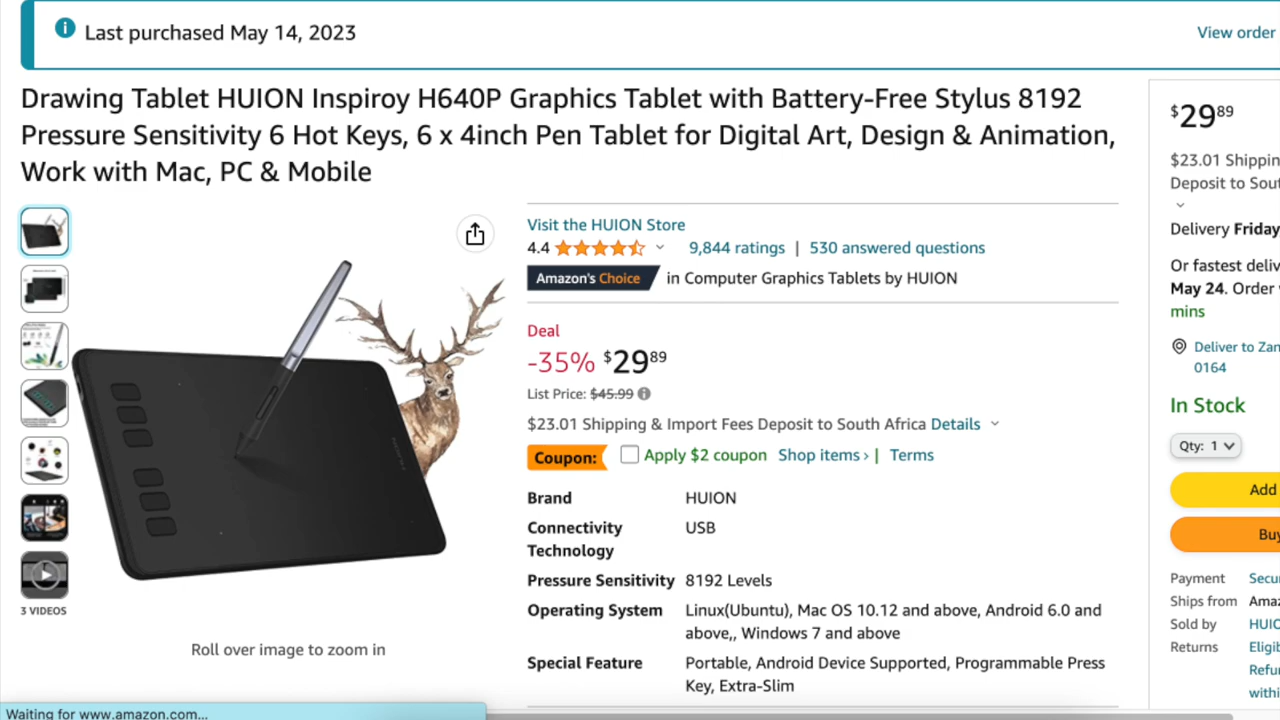 Last purchased May 14, 2023
View order
Drawing Tablet HUION Inspiroy H640P Graphics Tablet with Battery-Free Stylus 8192
Pressure Sensitivity 6 Hot Keys, 6 x 4inch Pen Tablet for Digital Art, Design & Animation,
Work with Mac, PC & Mobile
3 VIDEOS
Roll over image to zoom in
Visit the HUION Store
4.4 9,844 ratings | 530 answered questions
Amazon's Choice in Computer Graphics Tablets by HUION
Deal
-35% $29 89
List Price: $45.99
$23.01 Shipping & Import Fees Deposit to South Africa Details
Coupon: Apply $2 coupon Shop items › | Terms
Brand HUION
Connectivity Technology USB
Pressure Sensitivity 8192 Levels
Operating System Linux(Ubuntu), Mac OS 10.12 and above, Android 6.0 and
above,, Windows 7 and above
Special Feature Portable, Android Device Supported, Programmable Press
Key, Extra-Slim
$29 89
$23.01 Shippin
Deposit to Sout
Delivery Friday
Or fastest deliv
May 24. Order
mins
Deliver to Zan
0164
In Stock
Qty: 1
Add
Buy
Payment Secur
Ships from Amaz
Sold by HUIO
Returns Eligib
Refun
withi
Waiting for www.amazon.com...